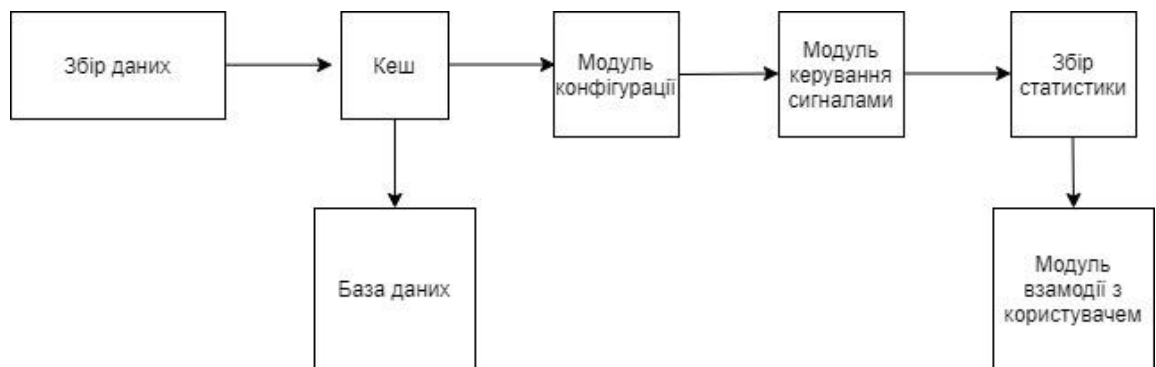 Збір даних
Кеш
Модуль
конфігурації
Модуль
керування
сигналами
Збір
статистики
База даних
Модуль
взамодії з
користувачем